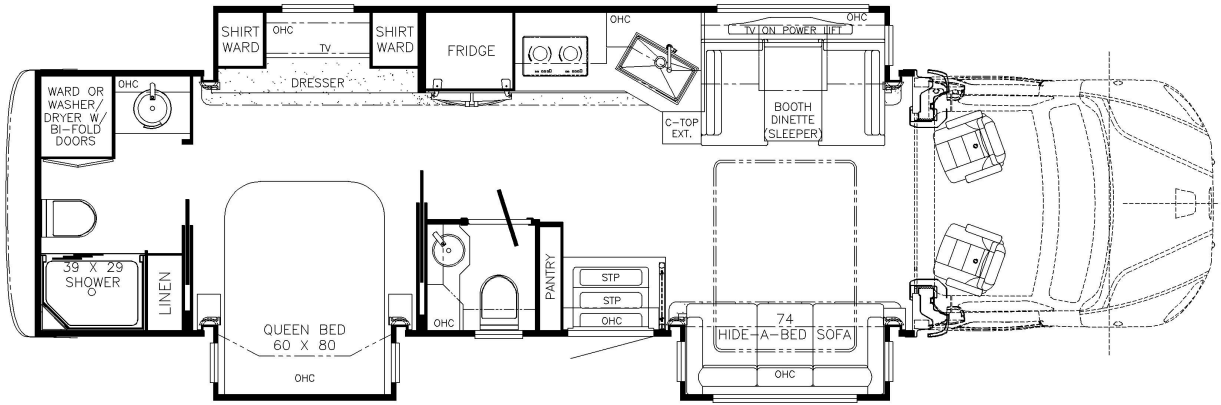 SHIRT
WARD
OHC
TV
SHIRT
WARD
DRESSER
FRIDGE
OHC
OHC
TV ON POWER LIFT
BOOTH
DINETTE
(SLEEPER)
C-TOP
EXT.
WARD OR
WASHER/
DRYER W/
BI-FOLD
DOORS
OHC
39 X 29
SHOWER
LINEN
QUEEN BED
60 X 80
OHC
OHC
PANTRY
STP
STP
OHC
74
HIDE-A-BED SOFA
OHC